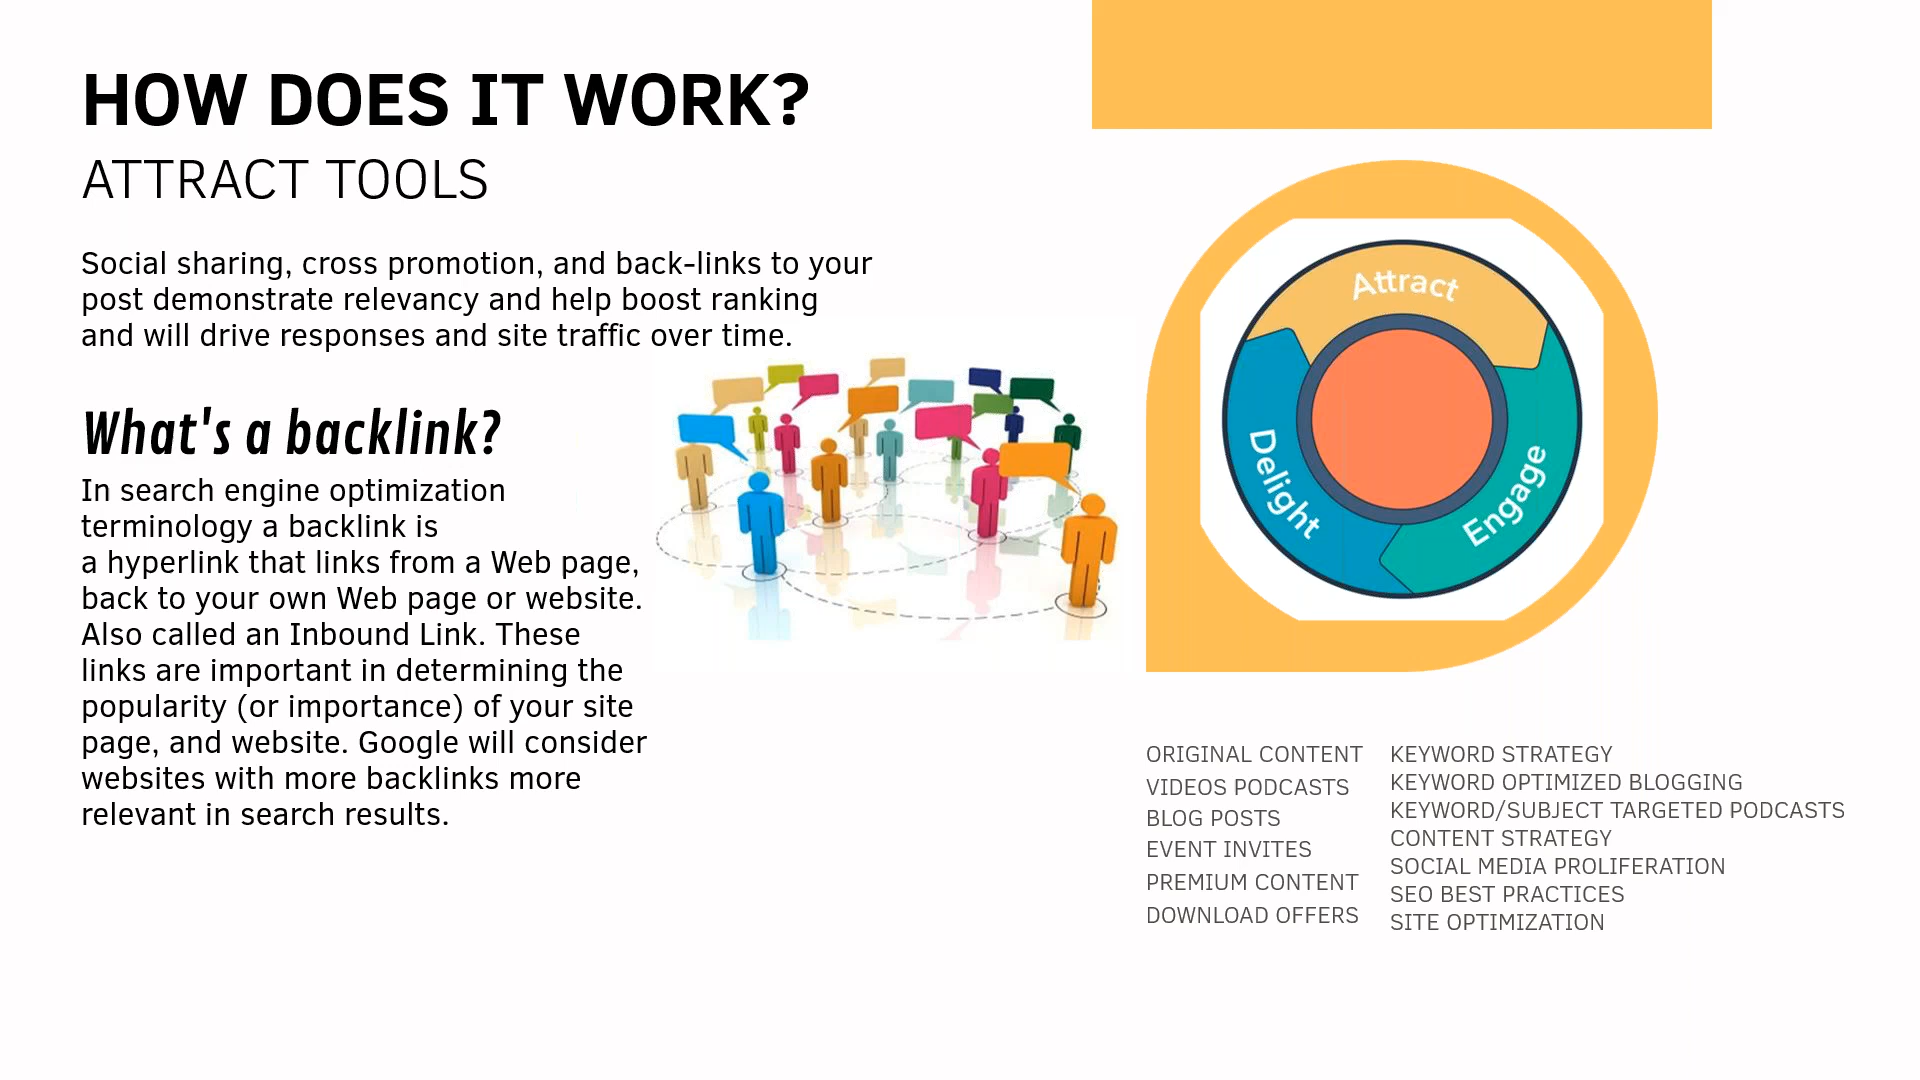 HOW DOES IT WORK?
ATTRACT TOOLS
Social sharing, cross promotion, and back-links to your
post demonstrate relevancy and help boost ranking
and will drive responses and site traffic over time.
What's a backlink?
In search engine optimization
terminology a backlink is
a hyperlink that links from a Web page,
back to your own Web page or website.
Also called an Inbound Link. These
links are important in determining the
popularity (or importance) of your site
page, and website. Google will consider
websites with more backlinks more
relevant in search results.
Attract
Engage
Delight
ORIGINAL CONTENT
VIDEOS PODCASTS
BLOG POSTS
EVENT INVITES
PREMIUM CONTENT
DOWNLOAD OFFERS
KEYWORD STRATEGY
KEYWORD OPTIMIZED BLOGGING
KEYWORD/SUBJECT TARGETED PODCASTS
CONTENT STRATEGY
SOCIAL MEDIA PROLIFERATION
SEO BEST PRACTICES
SITE OPTIMIZATION